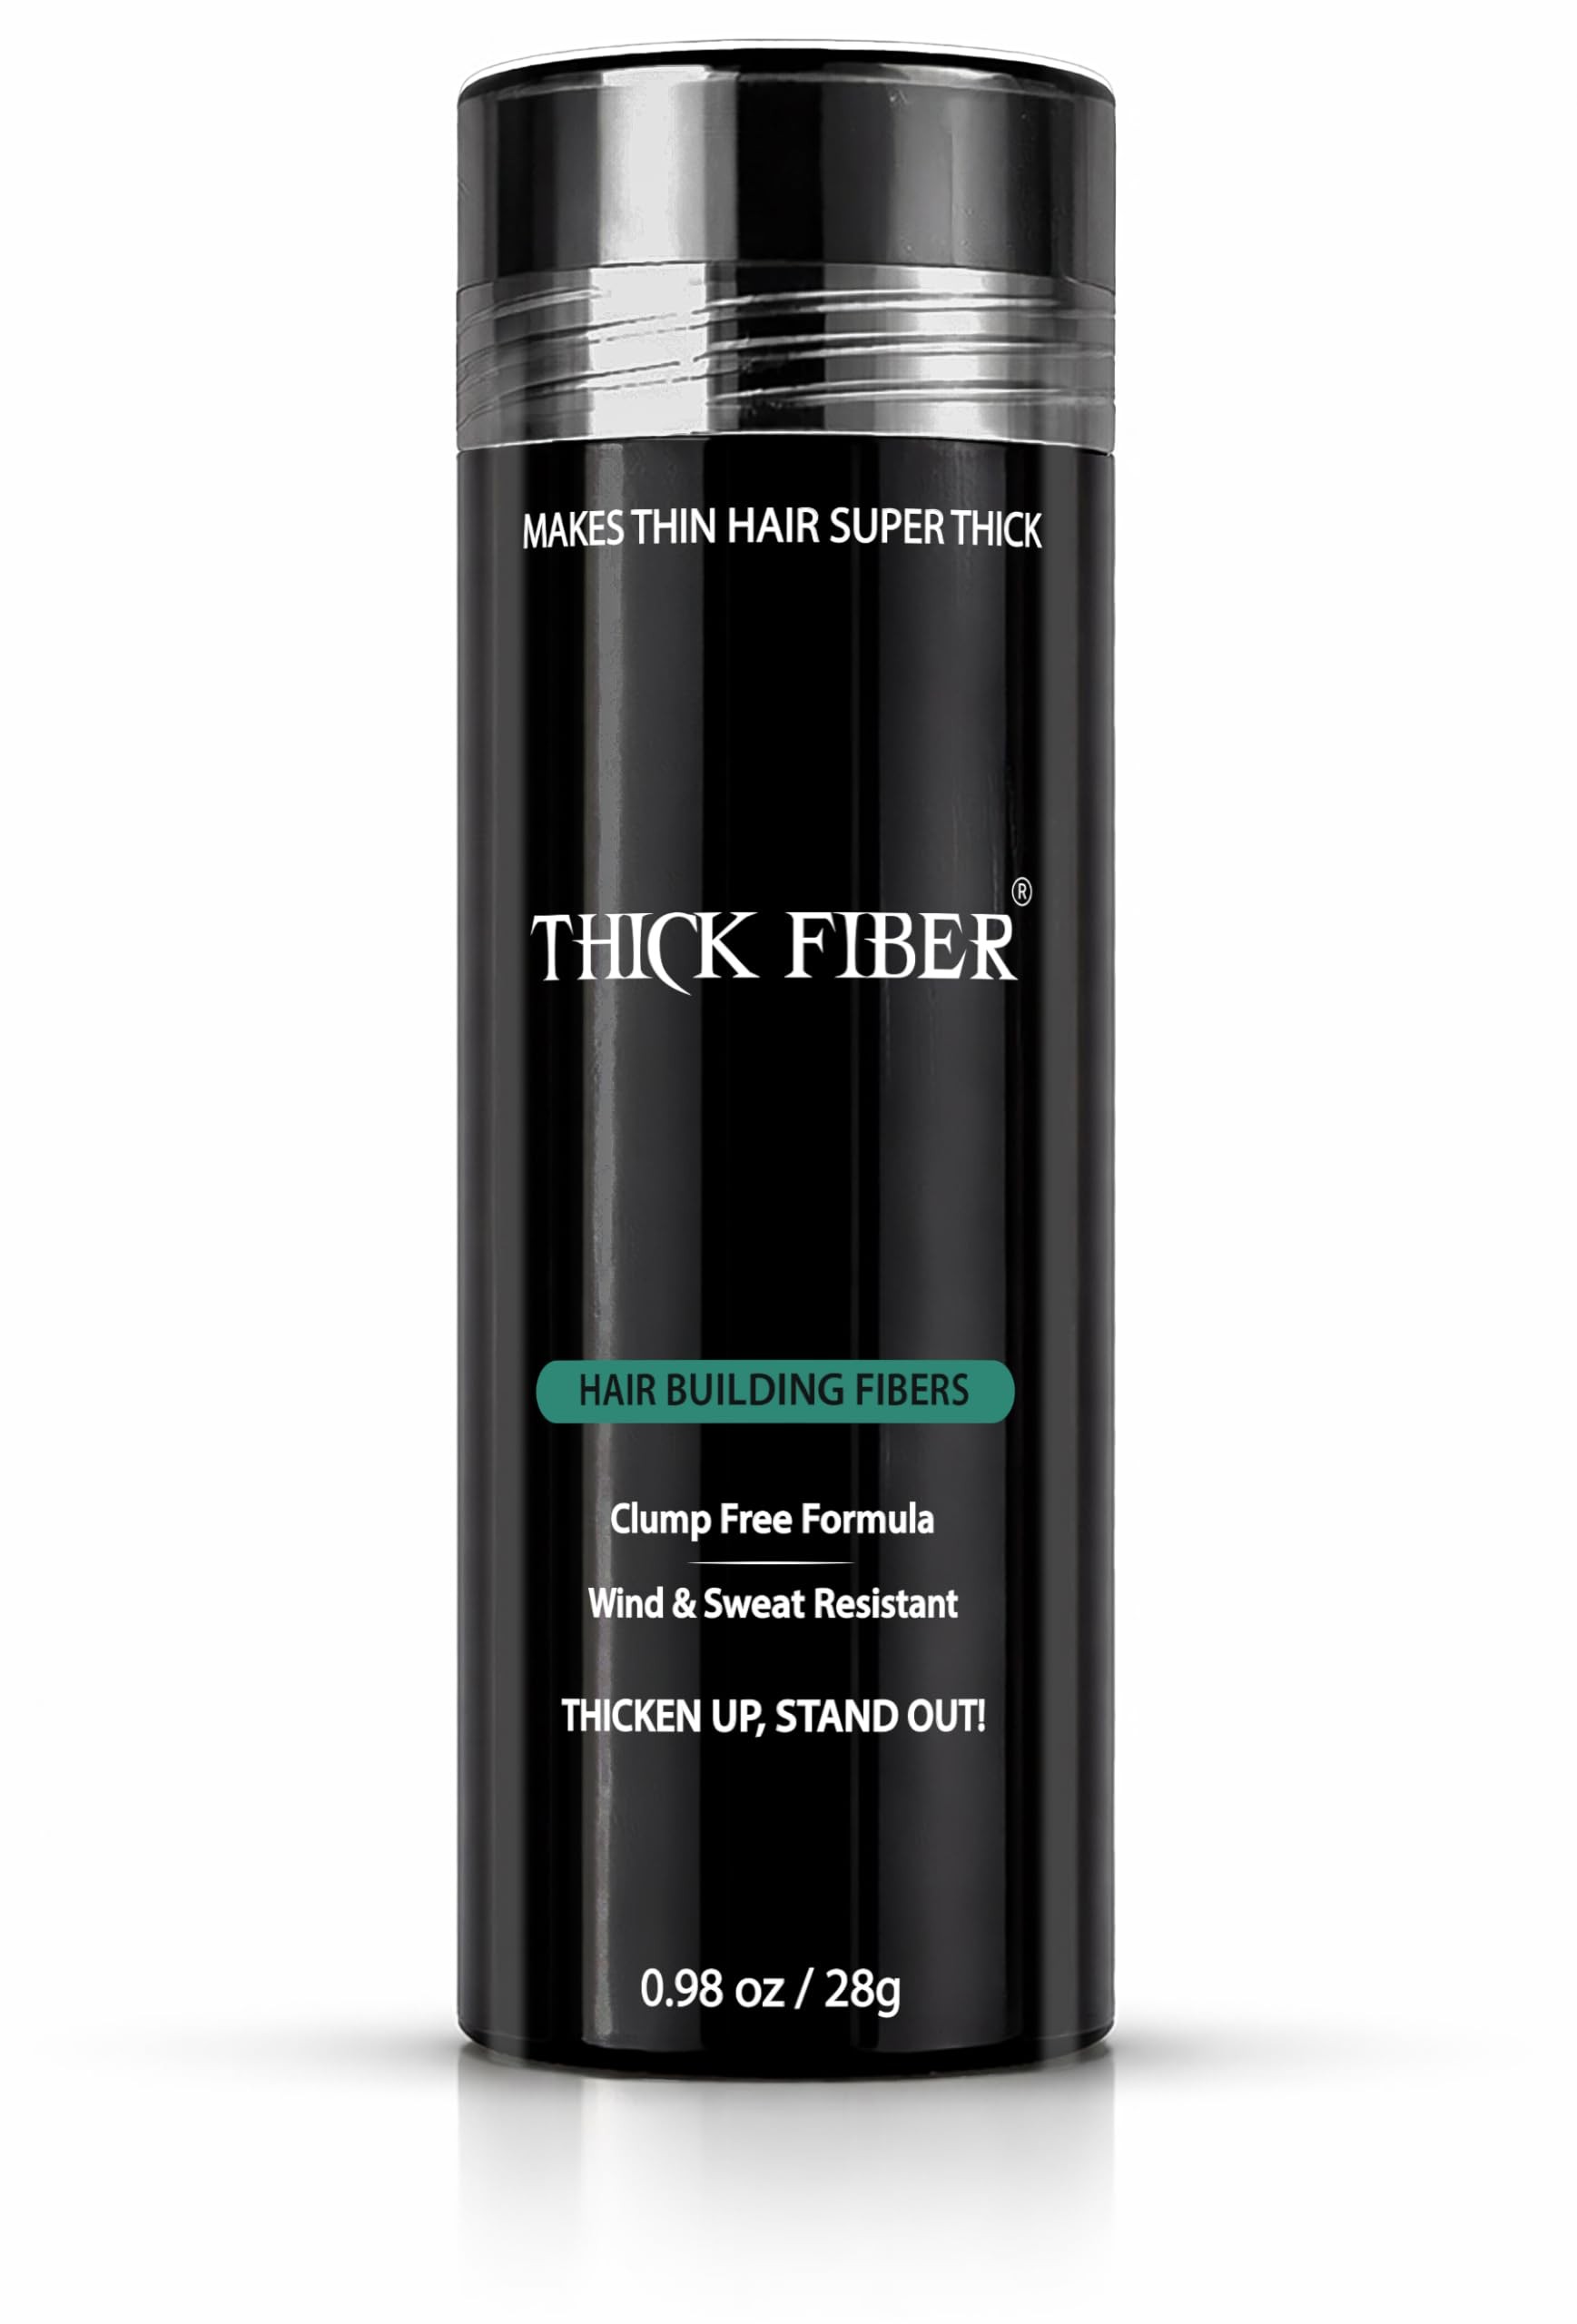 MAKES THIN HAIR SUPER THICK
THICK FIBER®
HAIR BUILDING FIBERS
Clump Free Formula
Wind & Sweat Resistant
THICKEN UP, STAND OUT!
0.98 oz / 28g